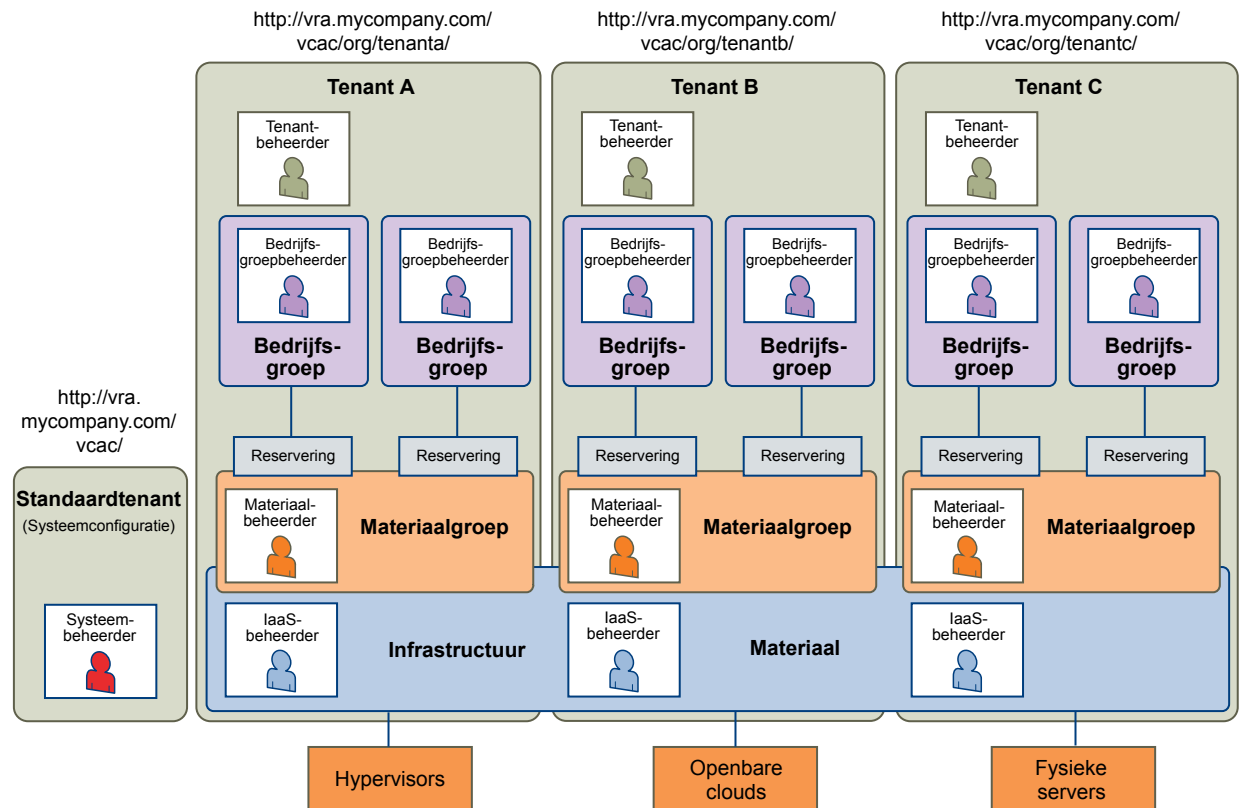 http://vra.mycompany.com/
vcac/org/tenanta/
http://vra.mycompany.com/
vcac/org/tenantb/
http://vra.mycompany.com/
vcac/org/tenantc/
Tenant A
Tenant B
Tenant C
Tenant-
beheerder
Tenant-
beheerder
Tenant-
beheerder
Bedrijfs-
groepbeheerder
Bedrijfs-
groepbeheerder
Bedrijfs-
groepbeheerder
Bedrijfs-
groepbeheerder
Bedrijfs-
groepbeheerder
Bedrijfs-
groepbeheerder
Bedrijfs-
groep
Bedrijfs-
groep
Bedrijfs-
groep
Bedrijfs-
groep
Bedrijfs-
groep
Bedrijfs-
groep
http://vra.
mycompany.com/
vcac/
Reservering
Reservering
Reservering
Reservering
Reservering
Reservering
Standaardtenant
(Systeemconfiguratie)
Materiaal-
beheerder
Materiaalgroep
Materiaal-
beheerder
Materiaalgroep
Materiaal-
beheerder
Materiaalgroep
Systeem-
beheerder
IaaS-
beheerder
Infrastructuur
IaaS-
beheerder
Materiaal
IaaS-
beheerder
Hypervisors
Openbare
clouds
Fysieke
servers